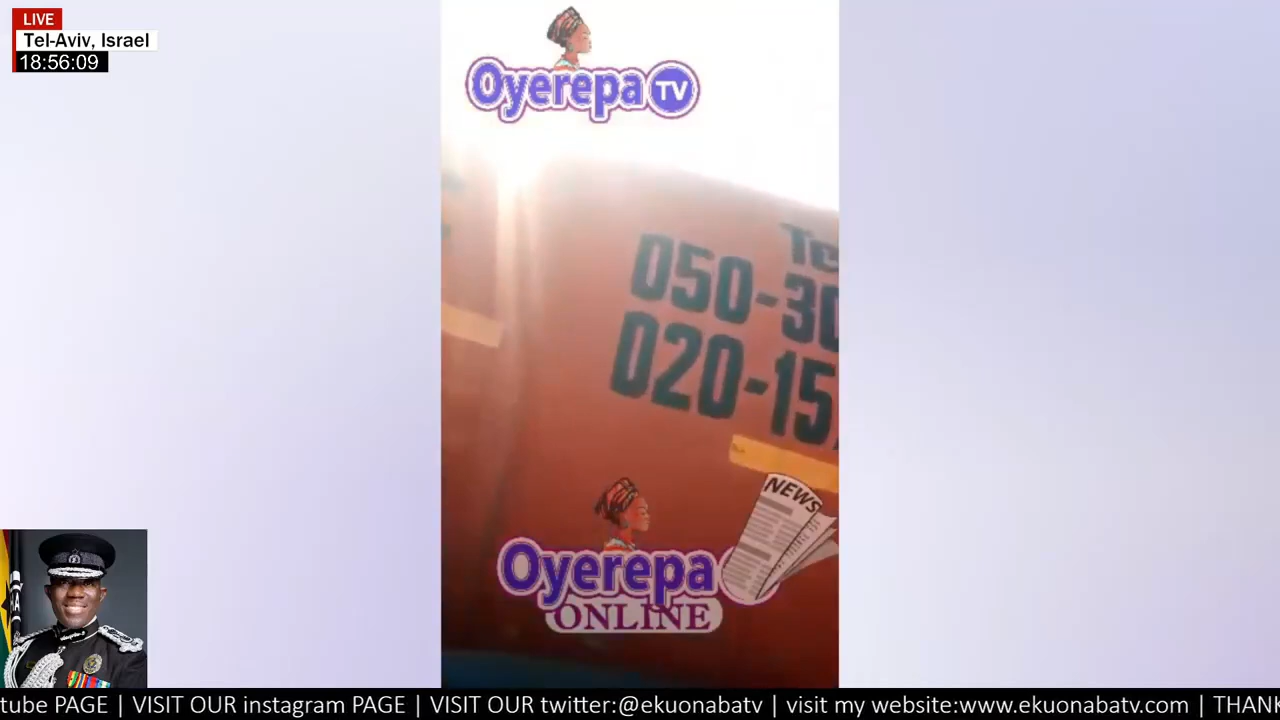 LIVE
Tel-Aviv, Israel
18:56:09
Oyerepa TV
050-30
020-15
NEWS
Oyerepa
ONLINE
tube PAGE | VISIT OUR instagram PAGE | VISIT OUR twitter:@ekuonabatv | visit my website:www.ekuonabatv.com | THANK